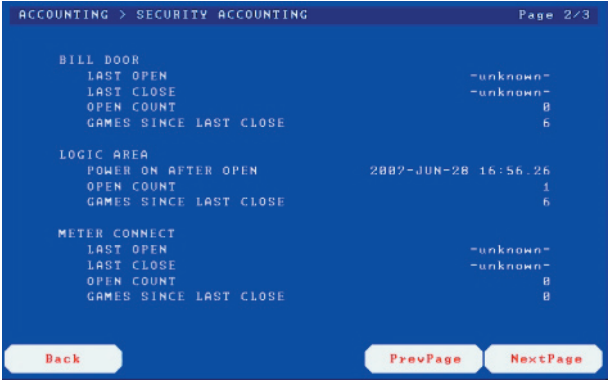 ACCOUNTING > SECURITY ACCOUNTING Page 2/3
BILL DOOR
LAST OPEN -unknown-
LAST CLOSE -unknown-
OPEN COUNT 0
GAMES SINCE LAST CLOSE 6
LOGIC AREA
POWER ON AFTER OPEN 2007-JUN-28 16:56.26
OPEN COUNT 1
GAMES SINCE LAST CLOSE 6
METER CONNECT
LAST OPEN -unknown-
LAST CLOSE -unknown-
OPEN COUNT 0
GAMES SINCE LAST CLOSE 0
Back PrevPage NextPage